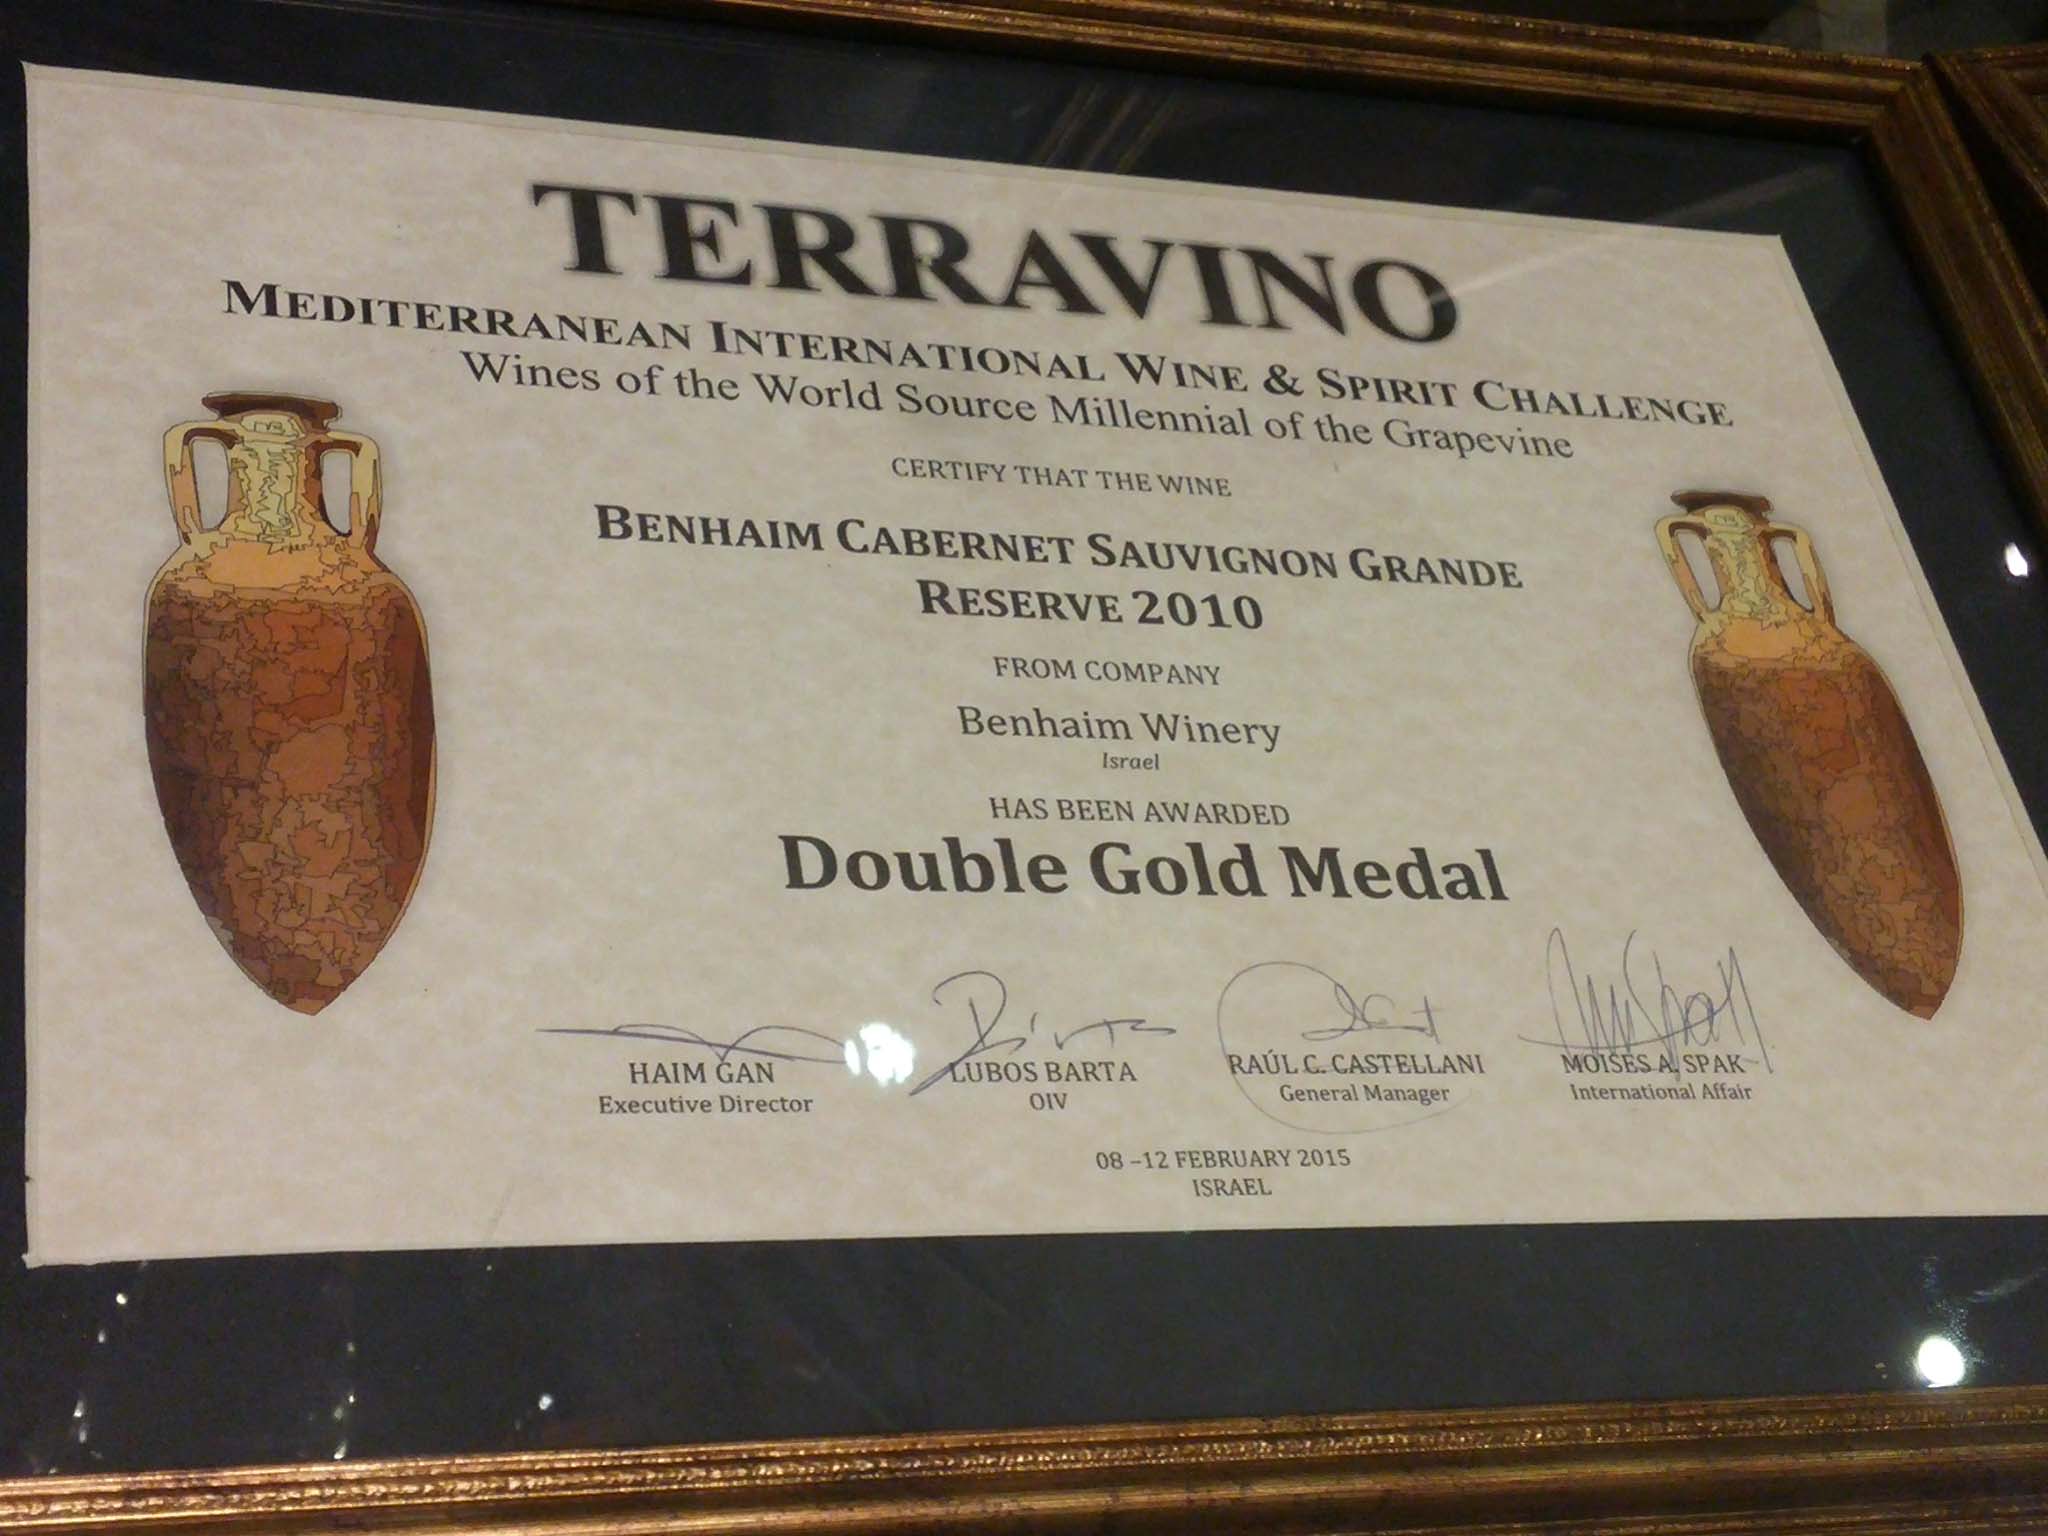 TERRAVINO
MEDITERRANEAN INTERNATIONAL WINE & SPIRIT CHALLENGE
Wines of the World Source Millennial of the Grapevine
CERTIFY THAT THE WINE
BENHAIM CABERNET SAUVIGNON GRANDE
RESERVE 2010
FROM COMPANY
Benhaim Winery
Israel
HAS BEEN AWARDED
Double Gold Medal
HAIM GAN LUBOS BARTA RAÚL C. CASTELLANI MOISES A. SPAK
Executive Director OIV General Manager International Affair
08 –12 FEBRUARY 2015
ISRAEL